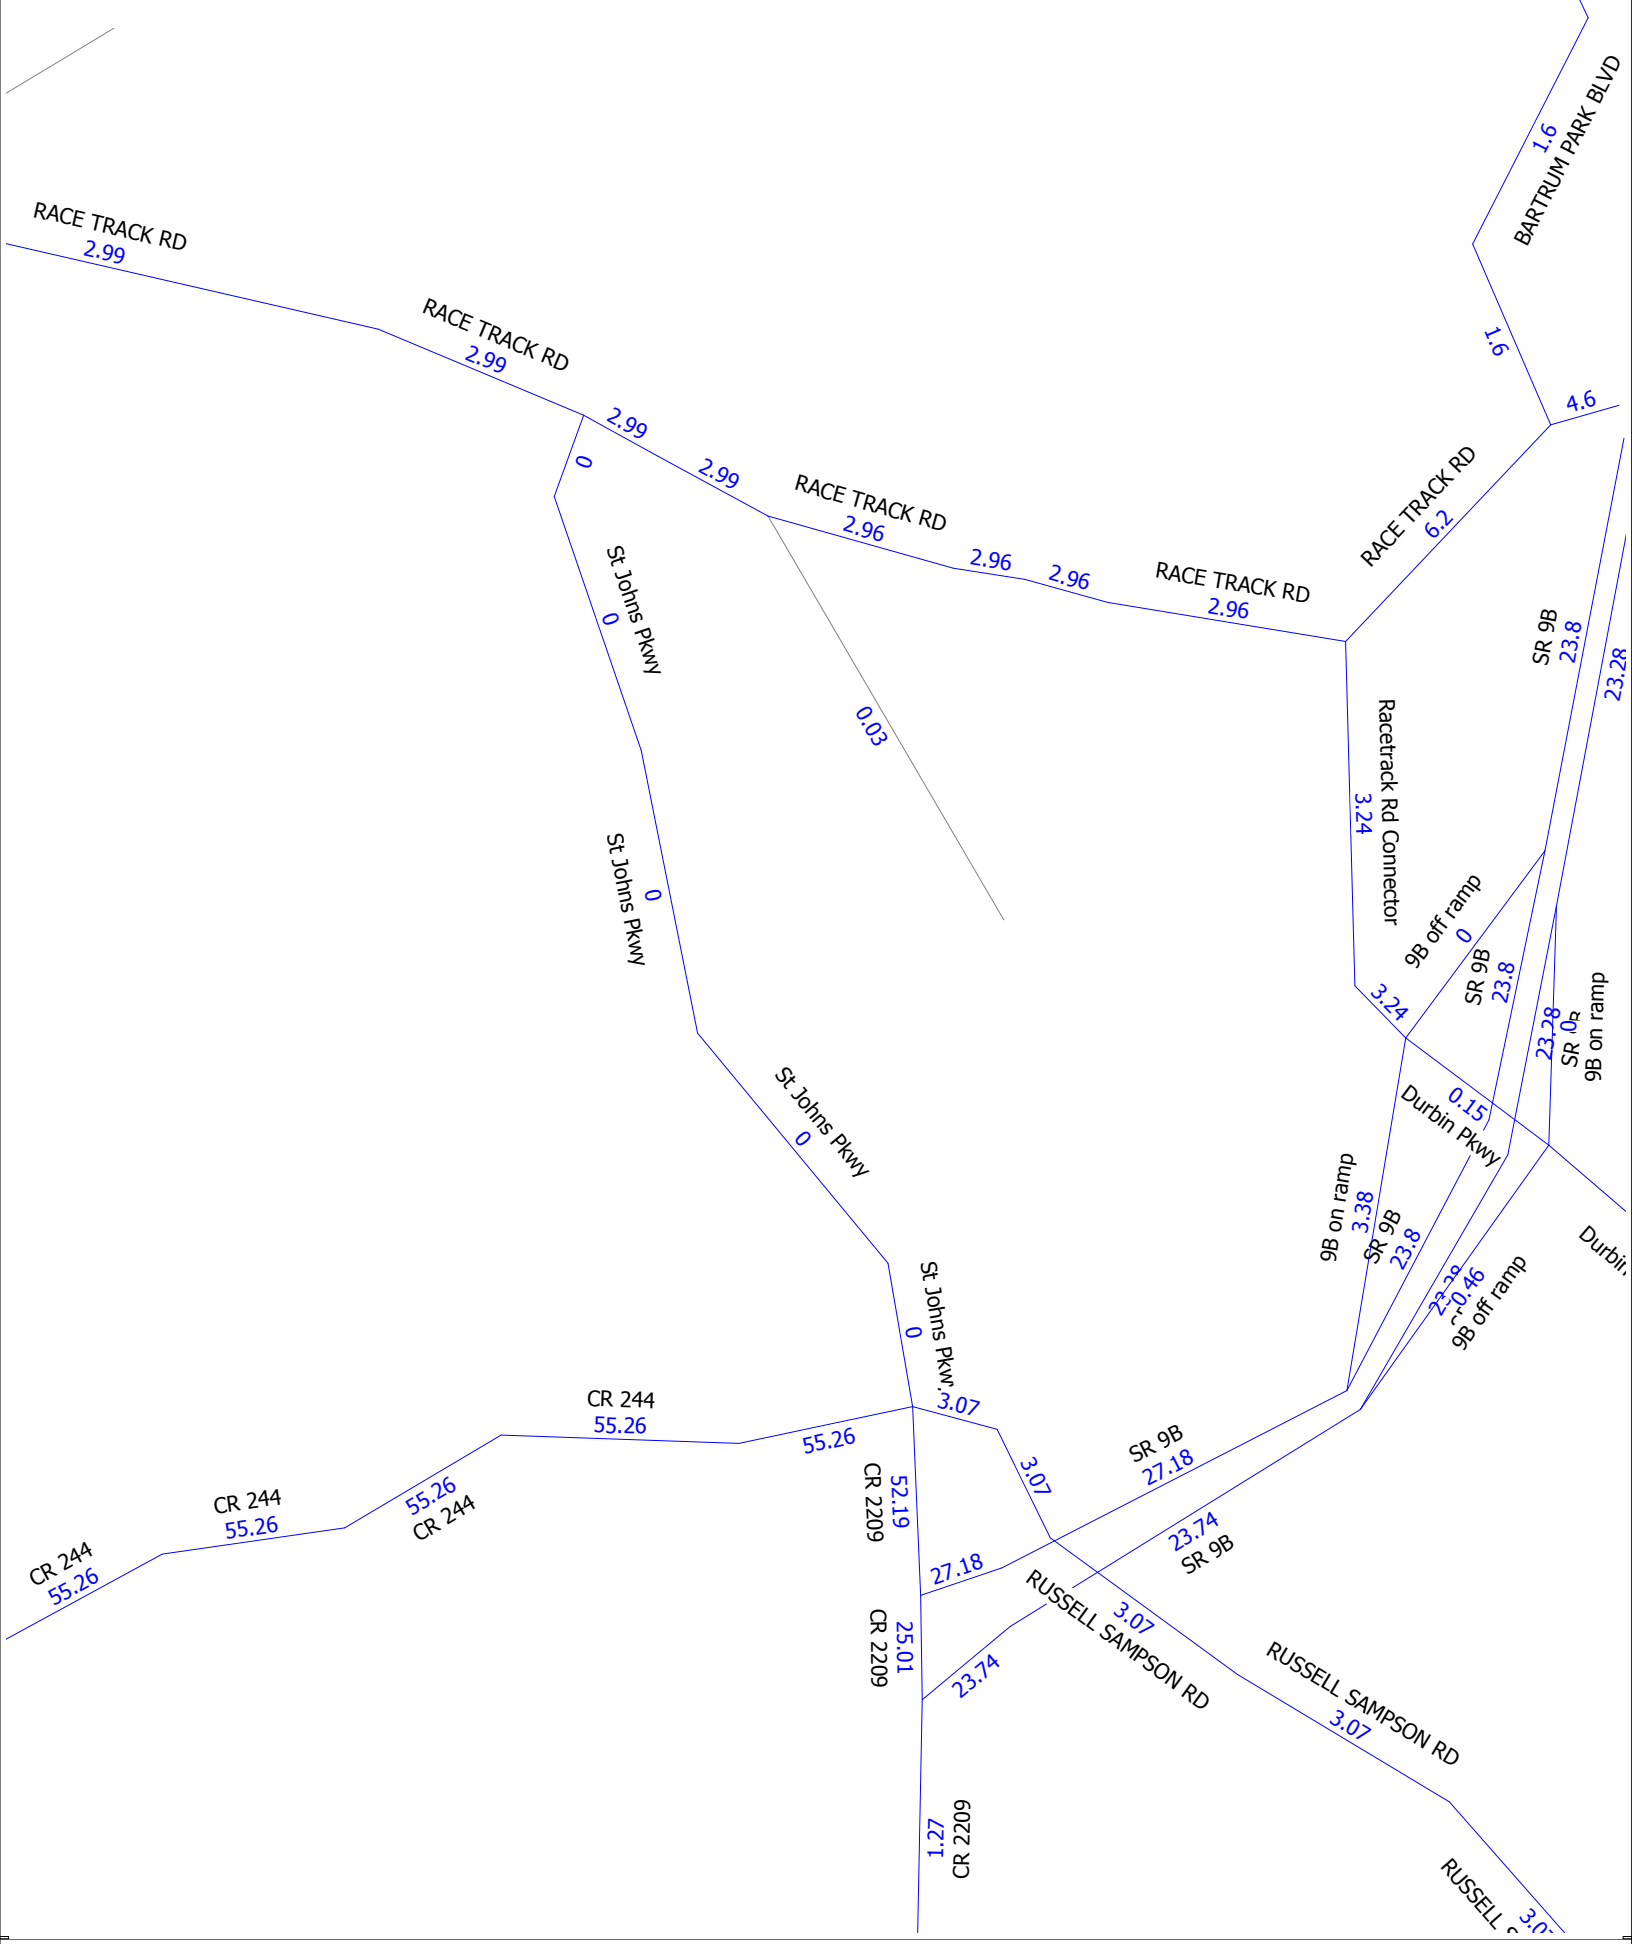 BARTRUM PARK BLVD
1.6
RACE TRACK RD
2.99
RACE TRACK RD
2.99
1.6
4.6
2.99
0
2.99
RACE TRACK RD
2.96
2.96
2.96
RACE TRACK RD
2.96
RACE TRACK RD
6.2
St Johns Pkwy
0
SR 9B
23.8
23.28
0.03
Racetrack Rd Connector
3.24
St Johns Pkwy
0
9B off ramp
0
SR 9B
23.8
3.24
23.28
0
SR
9B on ramp
St Johns Pkwy
0
0.15
Durbin Pkwy
9B on ramp
3.38
SR 9B
23.8
Durbin
0.46
9B off ramp
St Johns
0
3.07
CR 244
55.26
55.26
SR 9B
27.18
3.07
CR 244
55.26
55.26
CR 244
CR 2209
52.19
23.74
SR 9B
CR 244
55.26
27.18
RUSSELL SAMPSON RD
3.07
CR 2209
25.01
23.74
RUSSELL SAMPSON RD
3.07
CR 2209
1.27
RUSSELL